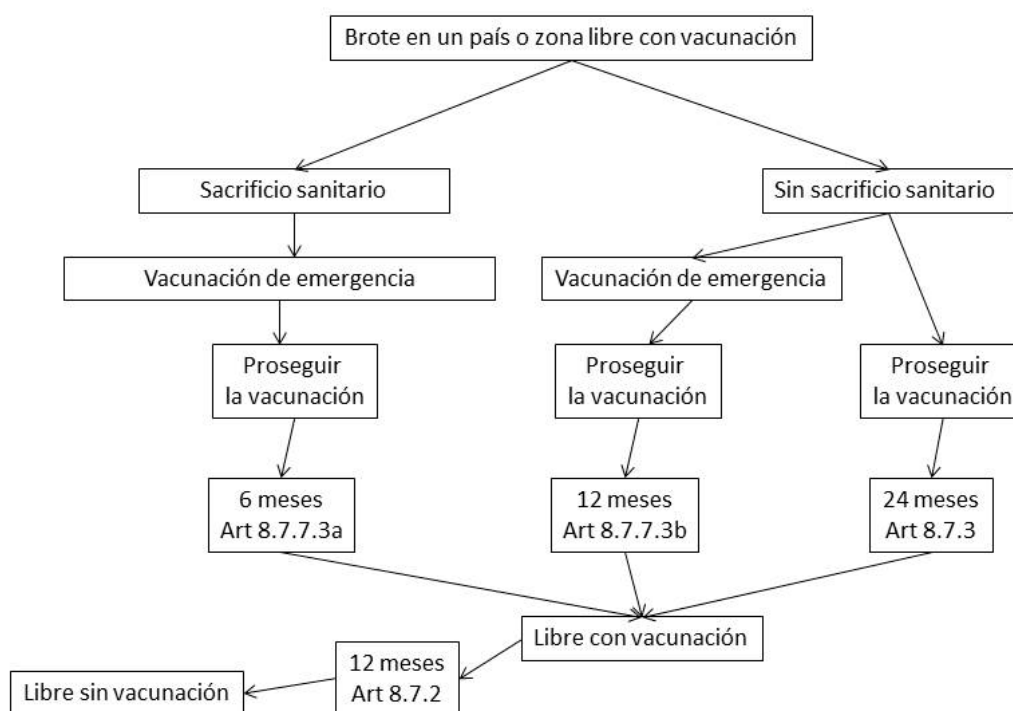 Brote en un país o zona libre con vacunación
Sacrificio sanitario
Sin sacrificio sanitario
Vacunación de emergencia
Vacunación de emergencia
Proseguir
la vacunación
Proseguir
la vacunación
Proseguir
la vacunación
6 meses
Art 8.7.7.3a
12 meses
Art 8.7.7.3b
24 meses
Art 8.7.3
Libre con vacunación
12 meses
Art 8.7.2
Libre sin vacunación